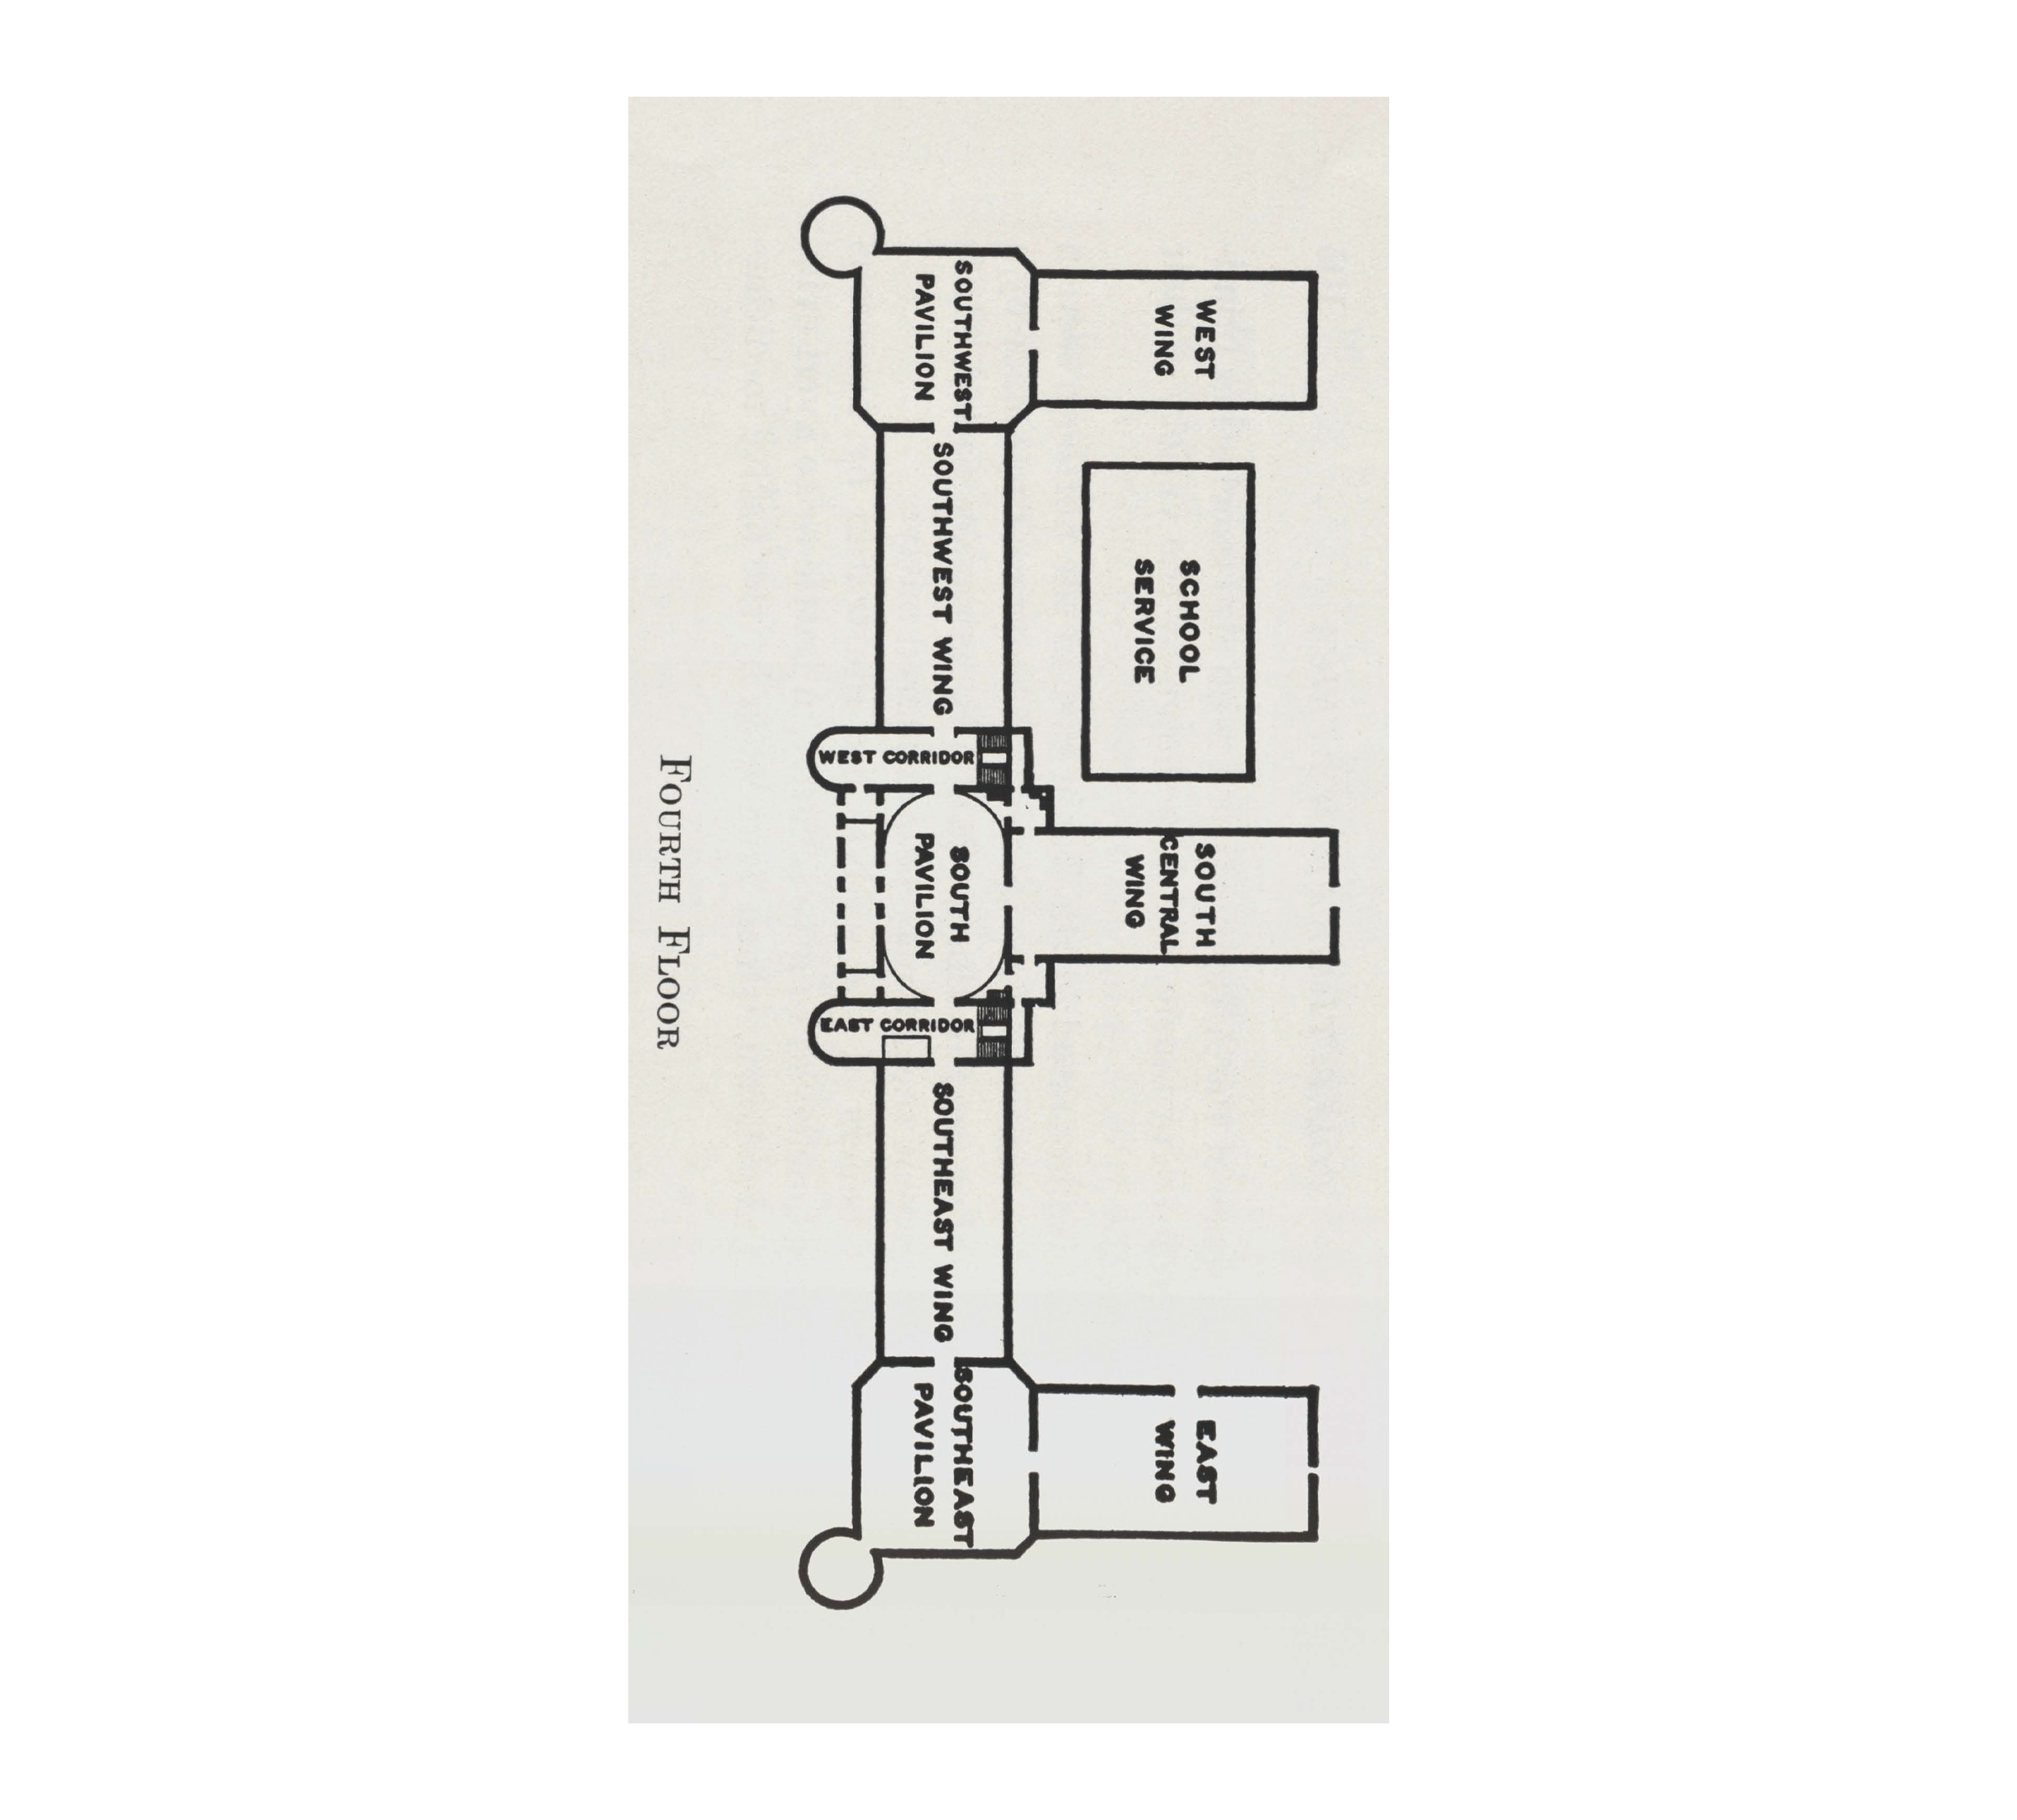 WEST
WING
SOUTHWEST
PAVILION
SCHOOL
SERVICE
SOUTHWEST WING
WEST CORRIDOR
SOUTH
CENTRAL
WING
SOUTH
PAVILION
EAST CORRIDOR
SOUTHEAST WING
EAST
WING
SOUTHEAST
PAVILION
FOURTH FLOOR